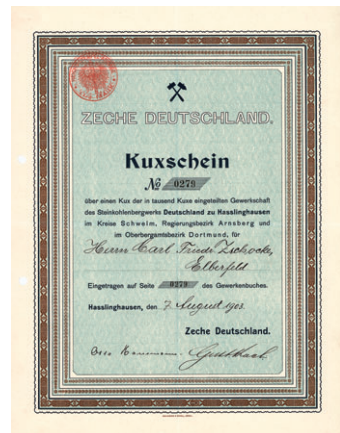 ZECHE DEUTSCHLAND.
Kuxschein
№ 0279
über einen Kux der in tausend Kuxe eingeteilten Gewerkschaft
des Steinkohlenbergwerks Deutschland zu Hasslinghausen
im Kreise Schwelm, Regierungsbezirk Arnsberg und
im Oberbergamtsbezirk Dortmund, für
Herrn Carl Friedr. Zschocke,
Elberfeld
Eingetragen auf Seite 0279 des Gewerkenbuches.
Hasslinghausen, den 7. August 1903
Zeche Deutschland.